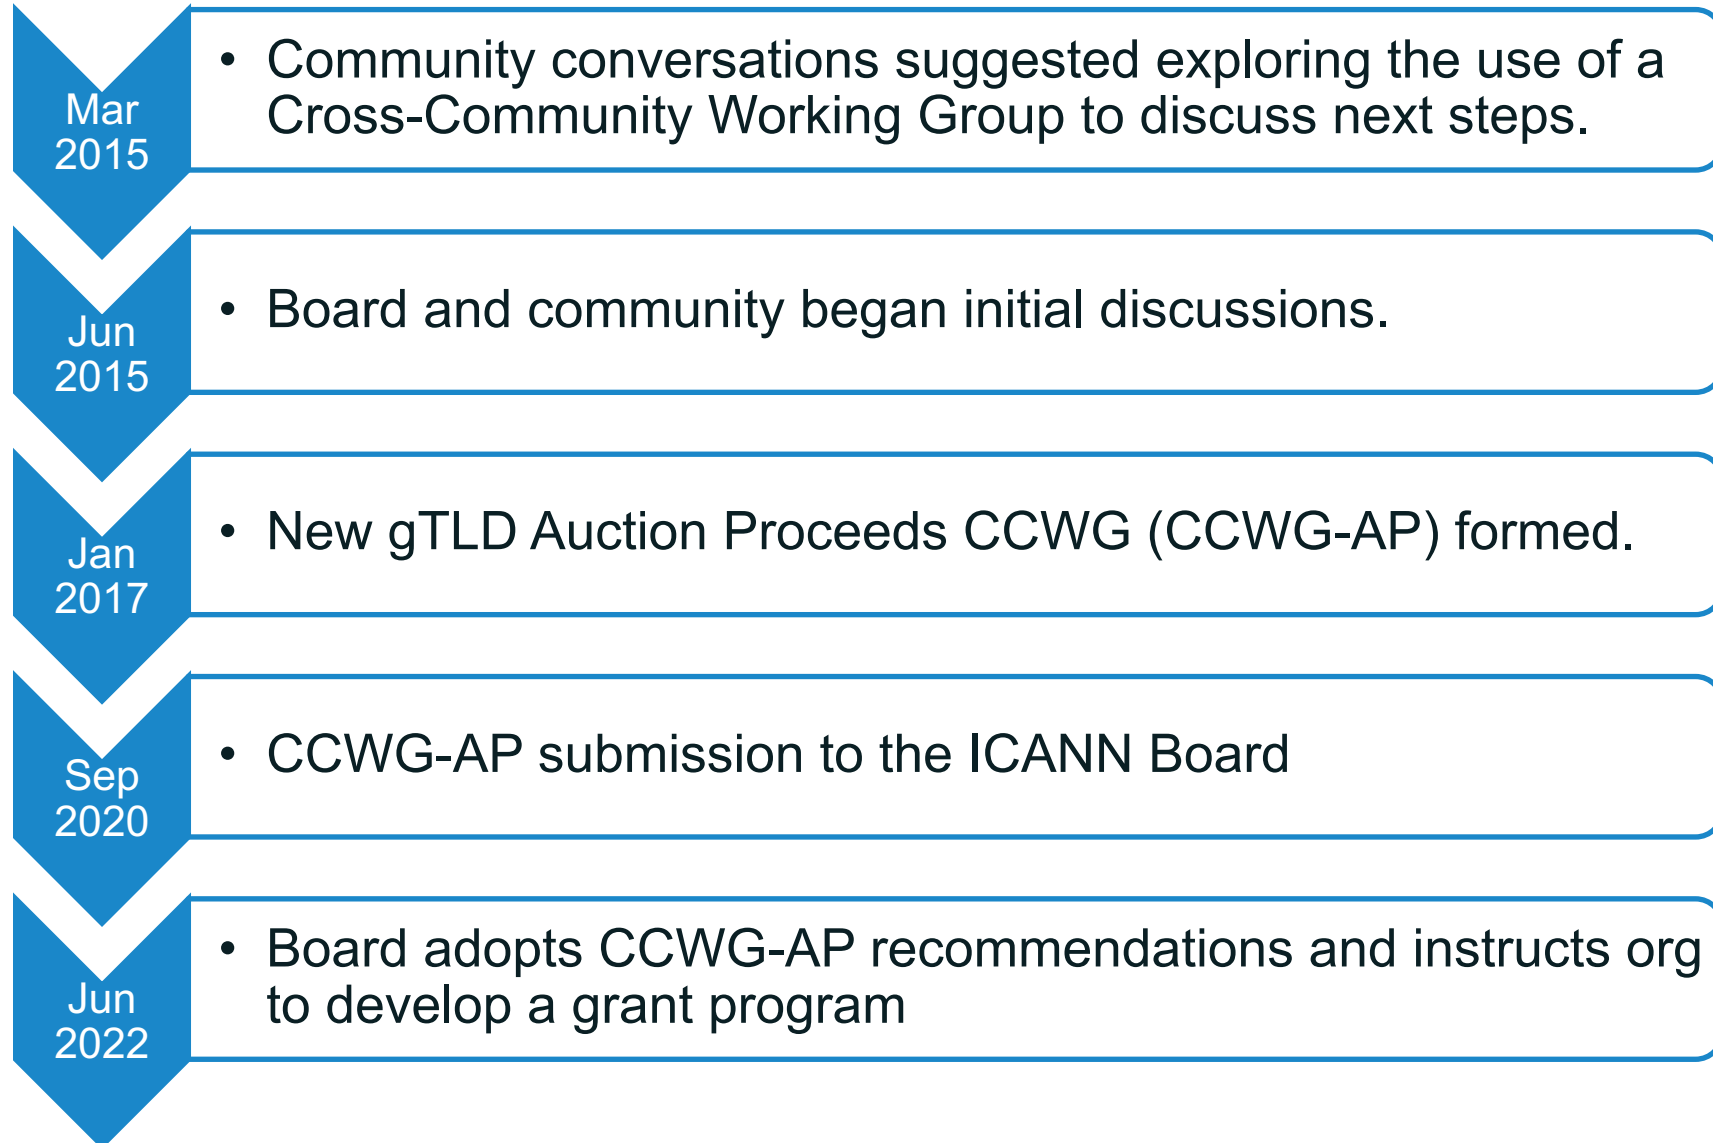 Mar
2015
• Community conversations suggested exploring the use of a
Cross-Community Working Group to discuss next steps.
Jun
2015
• Board and community began initial discussions.
Jan
2017
• New gTLD Auction Proceeds CCWG (CCWG-AP) formed.
Sep
2020
• CCWG-AP submission to the ICANN Board
Jun
2022
• Board adopts CCWG-AP recommendations and instructs org
to develop a grant program